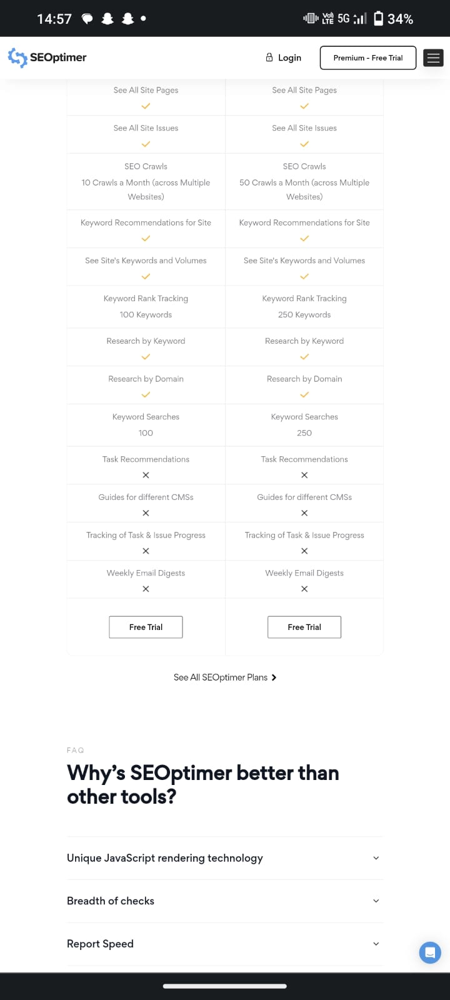 14:57
Vo)
LTE 5G 34%
SEOptimer
Login
Premium - Free Trial
See All Site Pages
See All Site Pages
See All Site Issues
See All Site Issues
SEO Crawls
10 Crawls a Month (across Multiple
Websites)
SEO Crawls
50 Crawls a Month (across Multiple
Websites)
Keyword Recommendations for Site
Keyword Recommendations for Site
See Site's Keywords and Volumes
See Site's Keywords and Volumes
Keyword Rank Tracking
100 Keywords
Keyword Rank Tracking
250 Keywords
Research by Keyword
Research by Keyword
Research by Domain
Research by Domain
Keyword Searches
100
Keyword Searches
250
Task Recommendations
Task Recommendations
Guides for different CMSs
Guides for different CMSs
Tracking of Task & Issue Progress
Tracking of Task & Issue Progress
Weekly Email Digests
Weekly Email Digests
Free Trial
Free Trial
See All SEOptimer Plans
FAQ
Why’s SEOptimer better than
other tools?
Unique JavaScript rendering technology
Breadth of checks
Report Speed